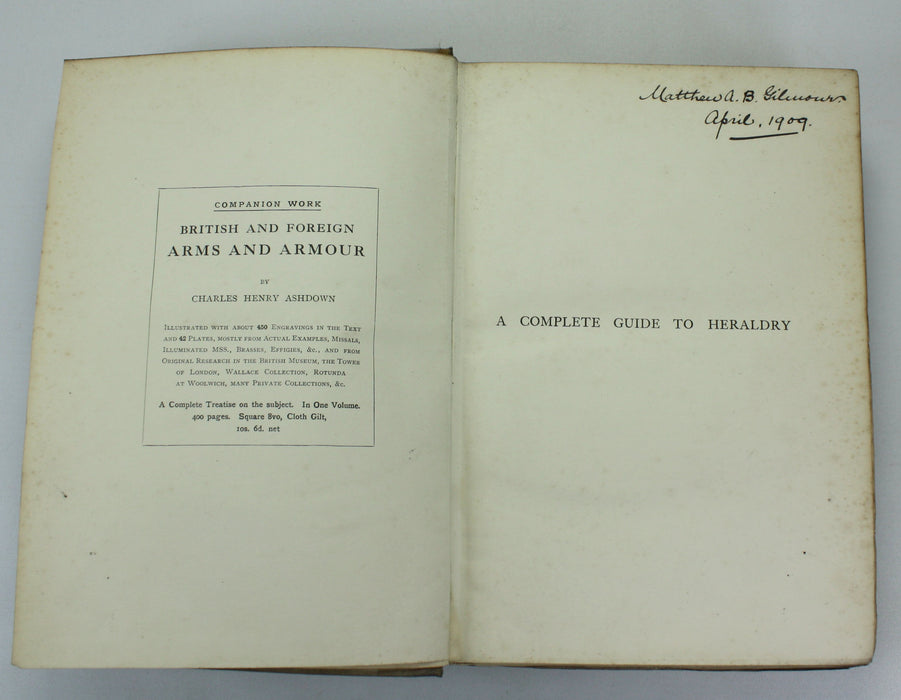 COMPANION WORK
BRITISH AND FOREIGN
ARMS AND ARMOUR
BY
CHARLES HENRY ASHDOWN
ILLUSTRATED WITH ABOUT 450 ENGRAVINGS IN THE TEXT
AND 42 PLATES, MOSTLY FROM ACTUAL EXAMPLES, MISSALS,
ILLUMINATED MSS., BRASSES, EFFIGIES, &c., AND FROM
ORIGINAL RESEARCH IN THE BRITISH MUSEUM, THE TOWER
OF LONDON, WALLACE COLLECTION, ROTUNDA
AT WOOLWICH, MANY PRIVATE COLLECTIONS, &c.
A Complete Treatise on the subject. In One Volume.
400 pages. Square 8vo, Cloth Gilt,
10s. 6d. net
Matthew A. B. Gilmour.
April, 1909.
A COMPLETE GUIDE TO HERALDRY